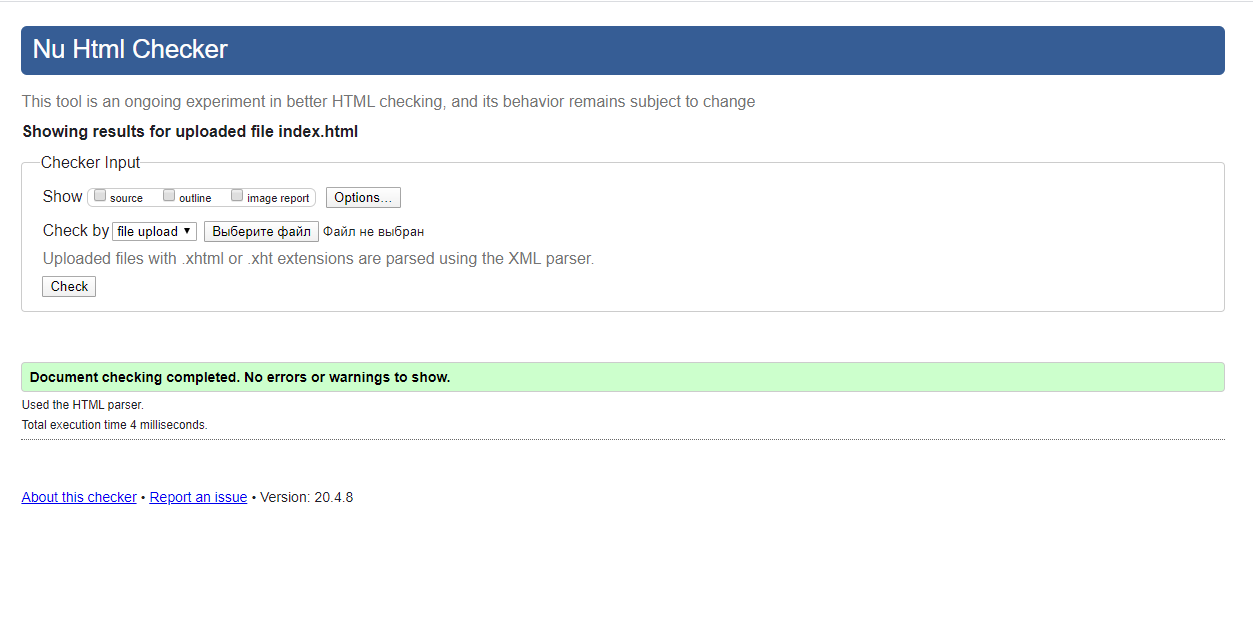 Nu Html Checker
This tool is an ongoing experiment in better HTML checking, and its behavior remains subject to change
Showing results for uploaded file index.html
Checker Input
Show source outline image report Options...
Check by file upload Выберите файл Файл не выбран
Uploaded files with .xhtml or .xht extensions are parsed using the XML parser.
Check
Document checking completed. No errors or warnings to show.
Used the HTML parser.
Total execution time 4 milliseconds.
About this checker • Report an issue • Version: 20.4.8